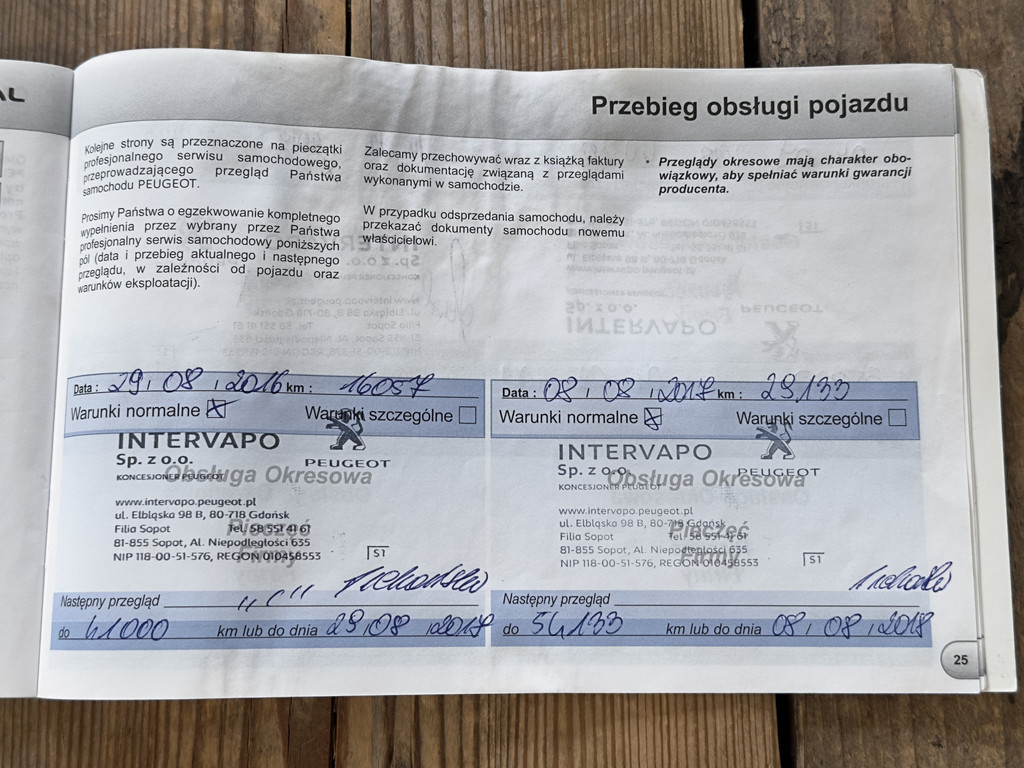 AL
Przebieg obsługi pojazdu
Kolejne strony są przeznaczone na pieczątki
profesjonalnego serwisu samochodowego,
przeprowadzającego przegląd Państwa
samochodu PEUGEOT.
Prosimy Państwa o egzekwowanie kompletnego
wypełnienia przez wybrany przez Państwa
profesjonalny serwis samochodowy poniższych
pól (data i przebieg aktualnego i następnego
przeglądu, w zależności od pojazdu oraz
warunków eksploatacji).
Zalecamy przechowywać wraz z książką faktury
oraz dokumentację związaną z przeglądami
wykonanymi w samochodzie.
W przypadku odsprzedania samochodu, należy
przekazać dokumenty samochodu nowemu
właścicielowi.
• Przeglądy okresowe mają charakter obo-
wiązkowy, aby spełniać warunki gwarancji
producenta.
Data : 29 , 08 , 2016 km : 16057
Warunki normalne Warunki szczególne
INTERVAPO
Sp. z o.o. PEUGEOT
KONCESJONER PEUGEOT Obsługa Okresowa
www.intervapo.peugeot.pl
ul. Elbląska 98 B, 80-718 Gdańsk
Pieczęć
Filia Sopot Tel. 58 551 41 61
81-855 Sopot, Al. Niepodległości 635
Firmy
NIP 118-00-51-576, REGON 010458553 S1
Następny przegląd "C"
do 41000 km lub do dnia 29 , 08 , 2017
Data : 08 , 08 , 2017 km : 29,133
Warunki normalne Warunki szczególne
INTERVAPO
Sp. z o.o. PEUGEOT
KONCESJONER PEUGEOT Obsługa Okresowa
www.intervapo.peugeot.pl
ul. Elbląska 98 B, 80-718 Gdańsk
Pieczęć
Filia Sopot Tel. 58 551 41 61
81-855 Sopot, Al. Niepodległości 635
Firmy
NIP 118-00-51-576, REGON 010458553 S1
Następny przegląd
do 54133 km lub do dnia 08 , 08 , 2018
25